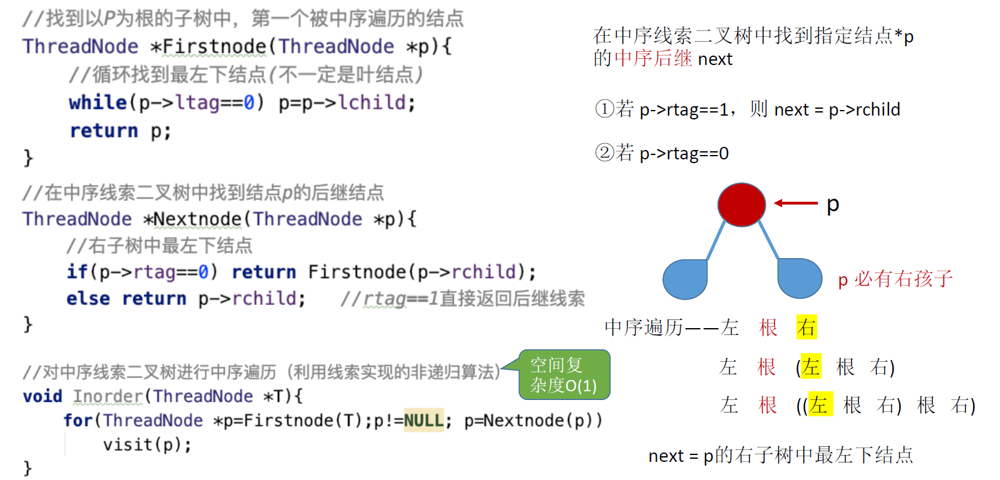 //找到以P为根的子树中，第一个被中序遍历的结点
ThreadNode *Firstnode(ThreadNode *p){
//循环找到最左下结点(不一定是叶结点)
while(p->ltag==0) p=p->lchild;
return p;
}
//在中序线索二叉树中找到结点p的后继结点
ThreadNode *Nextnode(ThreadNode *p){
//右子树中最左下结点
if(p->rtag==0) return Firstnode(p->rchild);
else return p->rchild; //rtag==1直接返回后继线索
}
//对中序线索二叉树进行中序遍历（利用线索实现的非递归算法）
void Inorder(ThreadNode *T){
for(ThreadNode *p=Firstnode(T);p!=NULL; p=Nextnode(p))
visit(p);
}
空间复
杂度O(1)
在中序线索二叉树中找到指定结点*p
的中序后继 next
①若 p->rtag==1，则 next = p->rchild
②若 p->rtag==0
p
p 必有右孩子
中序遍历——左 根 右
左 根 (左 根 右)
左 根 ((左 根 右) 根 右)
next = p的右子树中最左下结点